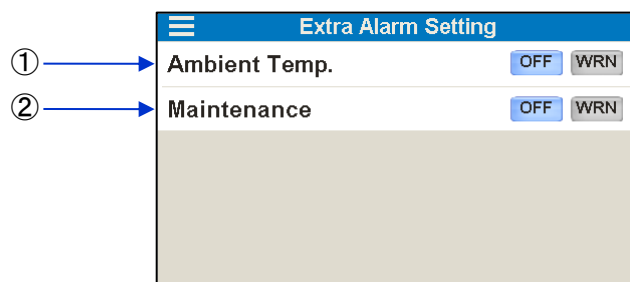 Extra Alarm Setting
① Ambient Temp. OFF WRN
② Maintenance OFF WRN